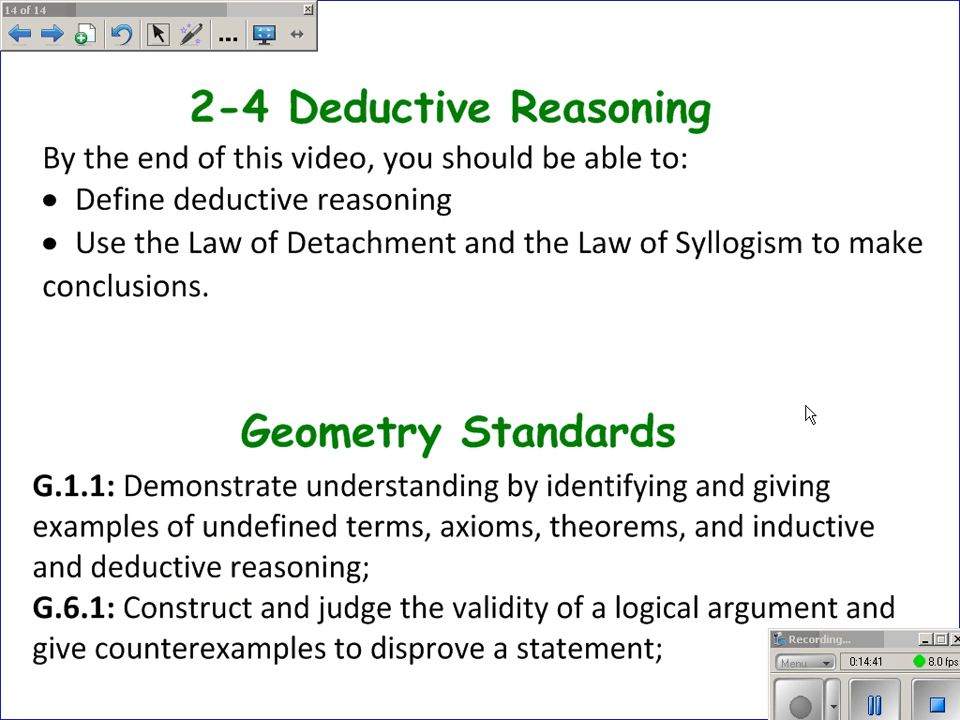 14 of 14
...
2-4 Deductive Reasoning
By the end of this video, you should be able to:
• Define deductive reasoning
• Use the Law of Detachment and the Law of Syllogism to make
conclusions.
Geometry Standards
G.1.1: Demonstrate understanding by identifying and giving
examples of undefined terms, axioms, theorems, and inductive
and deductive reasoning;
G.6.1: Construct and judge the validity of a logical argument and
give counterexamples to disprove a statement;
Recording...
Menu 0:14:41 8.0 fps